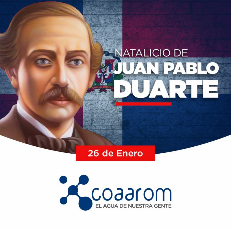 NATALICIO DE
JUAN PABLO
DUARTE
26 de Enero
coaarom
EL AGUA DE NUESTRA GENTE